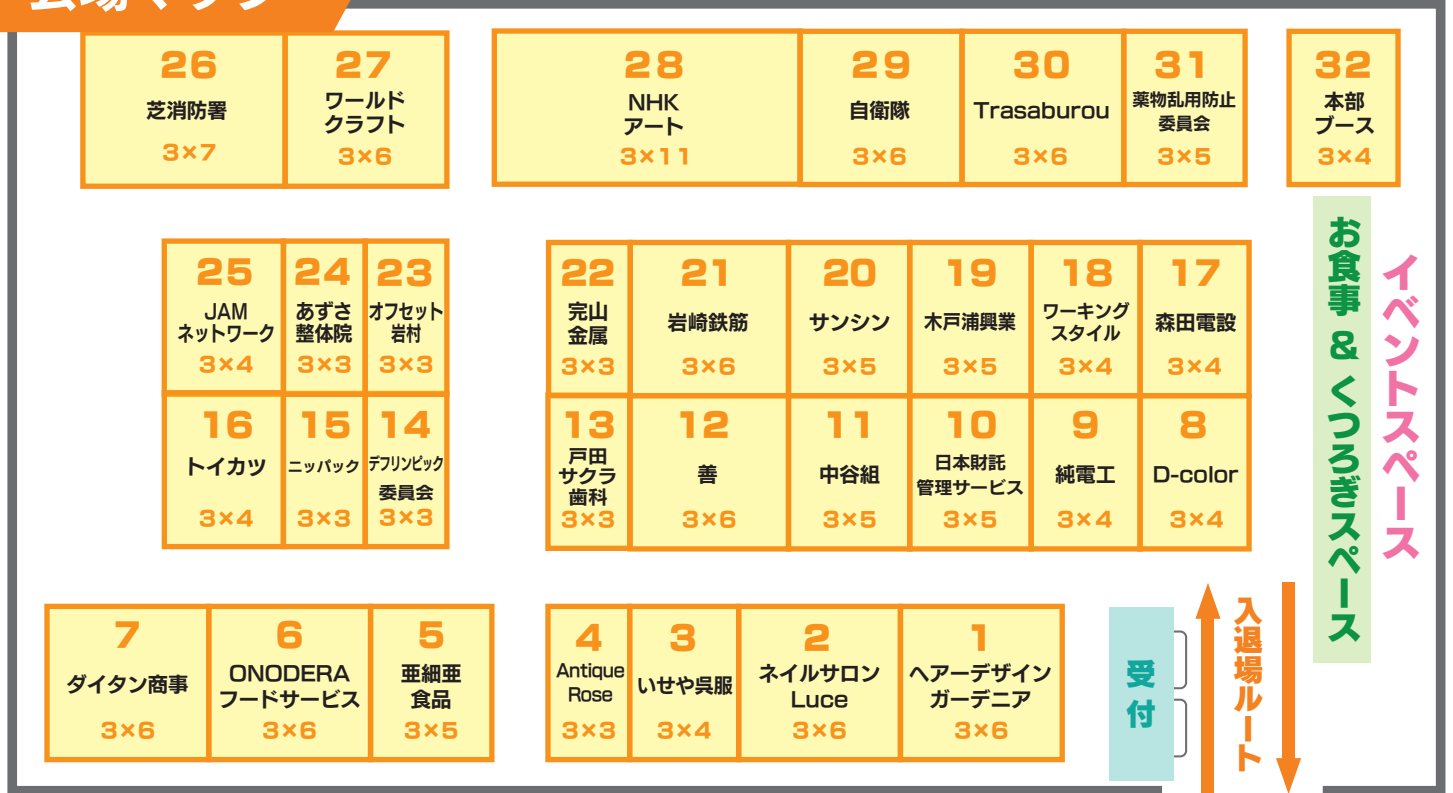 会場マップ
26
芝消防署
3×7
27
ワールド
クラフト
3×6
28
NHK
アート
3×11
29
自衛隊
3×6
30
Trasaburou
3×6
31
薬物乱用防止
委員会
3×5
32
本部
ブース
3×4
25
JAM
ネットワーク
3×4
24
あずさ
整体院
3×3
23
オフセット
岩村
3×3
22
完山
金属
3×3
21
岩崎鉄筋
3×6
20
サンシン
3×5
19
木戸浦興業
3×5
18
ワーキング
スタイル
3×4
17
森田電設
3×4
16
トイカツ
3×4
15
ニッパック
3×3
14
デフリンピック
委員会
3×3
13
戸田
サクラ
歯科
3×3
12
善
3×6
11
中谷組
3×5
10
日本財託
管理サービス
3×5
9
純電工
3×4
8
D-color
3×4
お食事 & くつろぎスペース
イベントスペース
7
ダイタン商事
3×6
6
ONODERA
フードサービス
3×6
5
亜細亜
食品
3×5
4
Antique
Rose
3×3
3
いせや呉服
3×4
2
ネイルサロン
Luce
3×6
1
ヘアーデザイン
ガーデニア
3×6
受付
入退場ルート